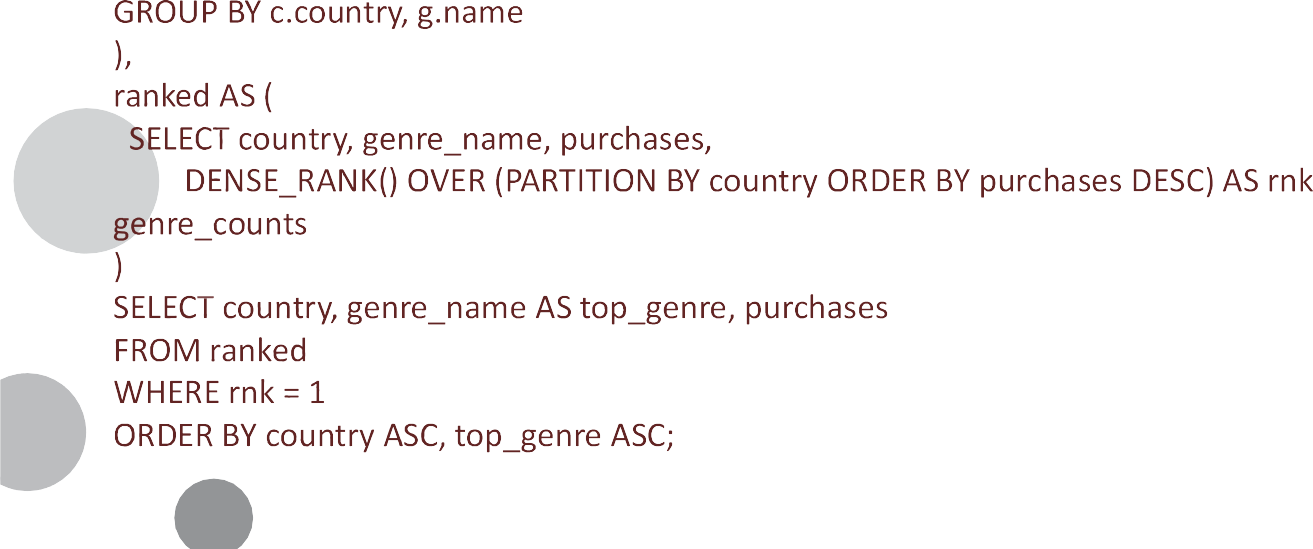 GROUP BY c.country, g.name
),
ranked AS (
SELECT country, genre_name, purchases,
DENSE_RANK() OVER (PARTITION BY country ORDER BY purchases DESC) AS rnk
genre_counts
)
SELECT country, genre_name AS top_genre, purchases
FROM ranked
WHERE rnk = 1
ORDER BY country ASC, top_genre ASC;